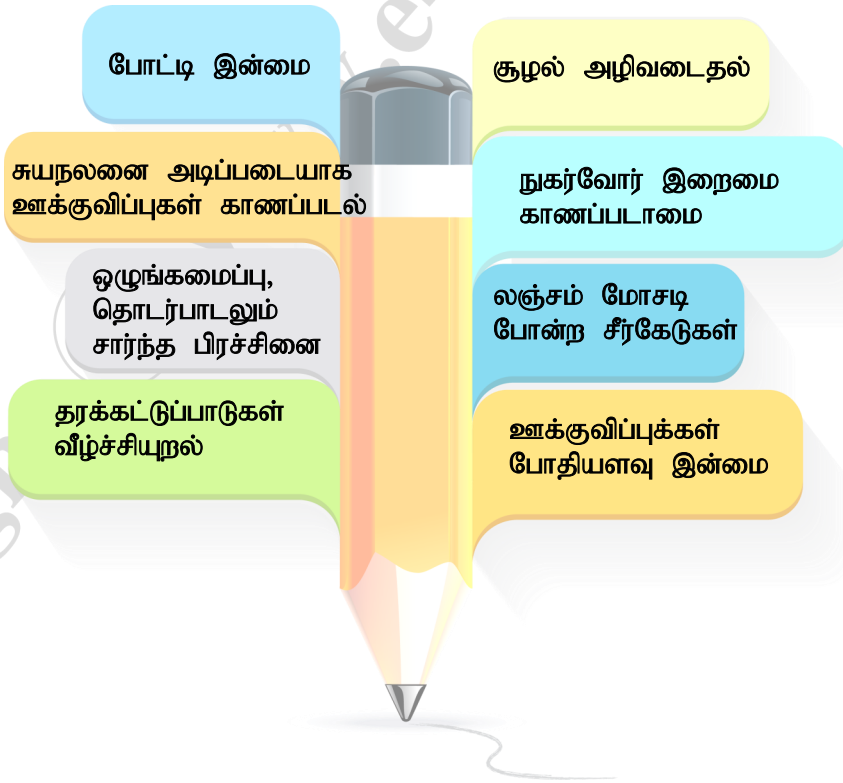 போட்டி இன்மை
சுயநலனை அடிப்படையாக
ஊக்குவிப்புகள் காணப்படல்
ஒழுங்கமைப்பு,
தொடர்பாடலும்
சார்ந்த பிரச்சினை
தரக்கட்டுப்பாடுகள்
வீழ்ச்சியுறல்
சூழல் அழிவடைதல்
நுகர்வோர் இறைமை
காணப்படாமை
லஞ்சம் மோசடி
போன்ற சீர்கேடுகள்
ஊக்குவிப்புக்கள்
போதியளவு இன்மை